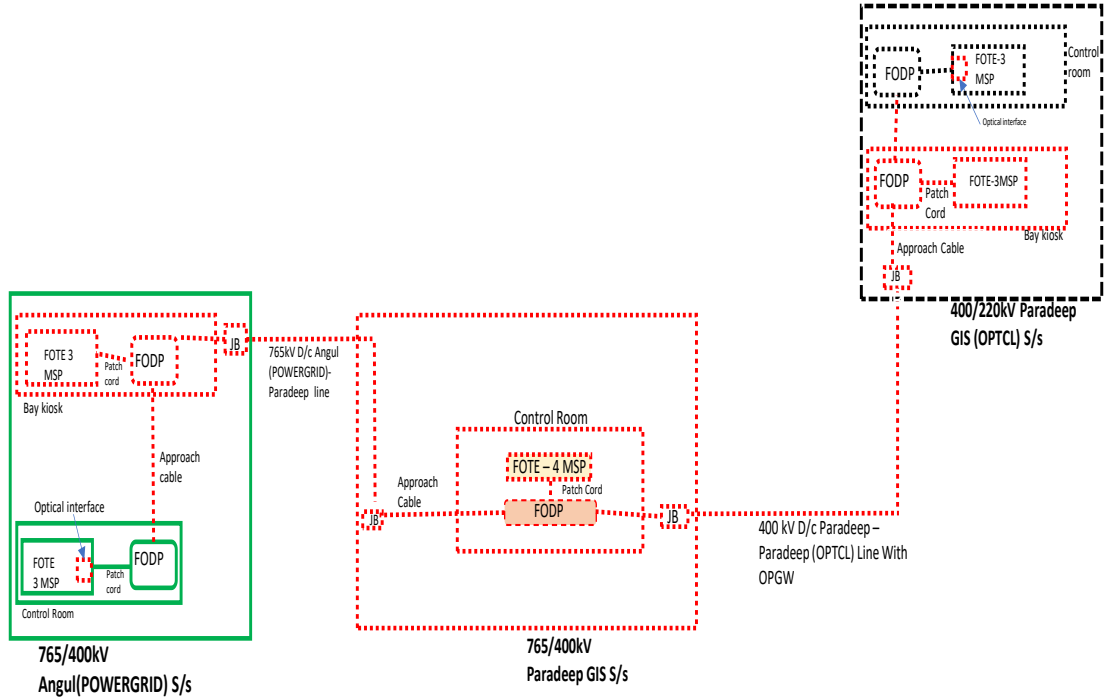 FODP
FOTE-3
MSP
Control
room
Optical interface
FODP
FOTE-3MSP
Patch
Cord
Bay kiosk
Approach Cable
JB
400/220kV Paradeep
GIS (OPTCL) S/s
FOTE 3
MSP
Patch
cord
FODP
JB
Bay kiosk
765kV D/c Angul
(POWERGRID)-
Paradeep line
Approach
cable
Optical interface
FOTE
3 MSP
Patch
cord
FODP
Control Room
765/400kV
Angul(POWERGRID) S/s
Control Room
FOTE – 4 MSP
Patch Cord
FODP
Approach
Cable
JB
JB
400 kV D/c Paradeep –
Paradeep (OPTCL) Line With
OPGW
765/400kV
Paradeep GIS S/s